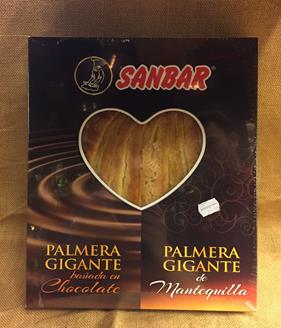 SANBAR®
PALMERA
GIGANTE
bañada en
Chocolate
PALMERA
GIGANTE
de
Mantequilla